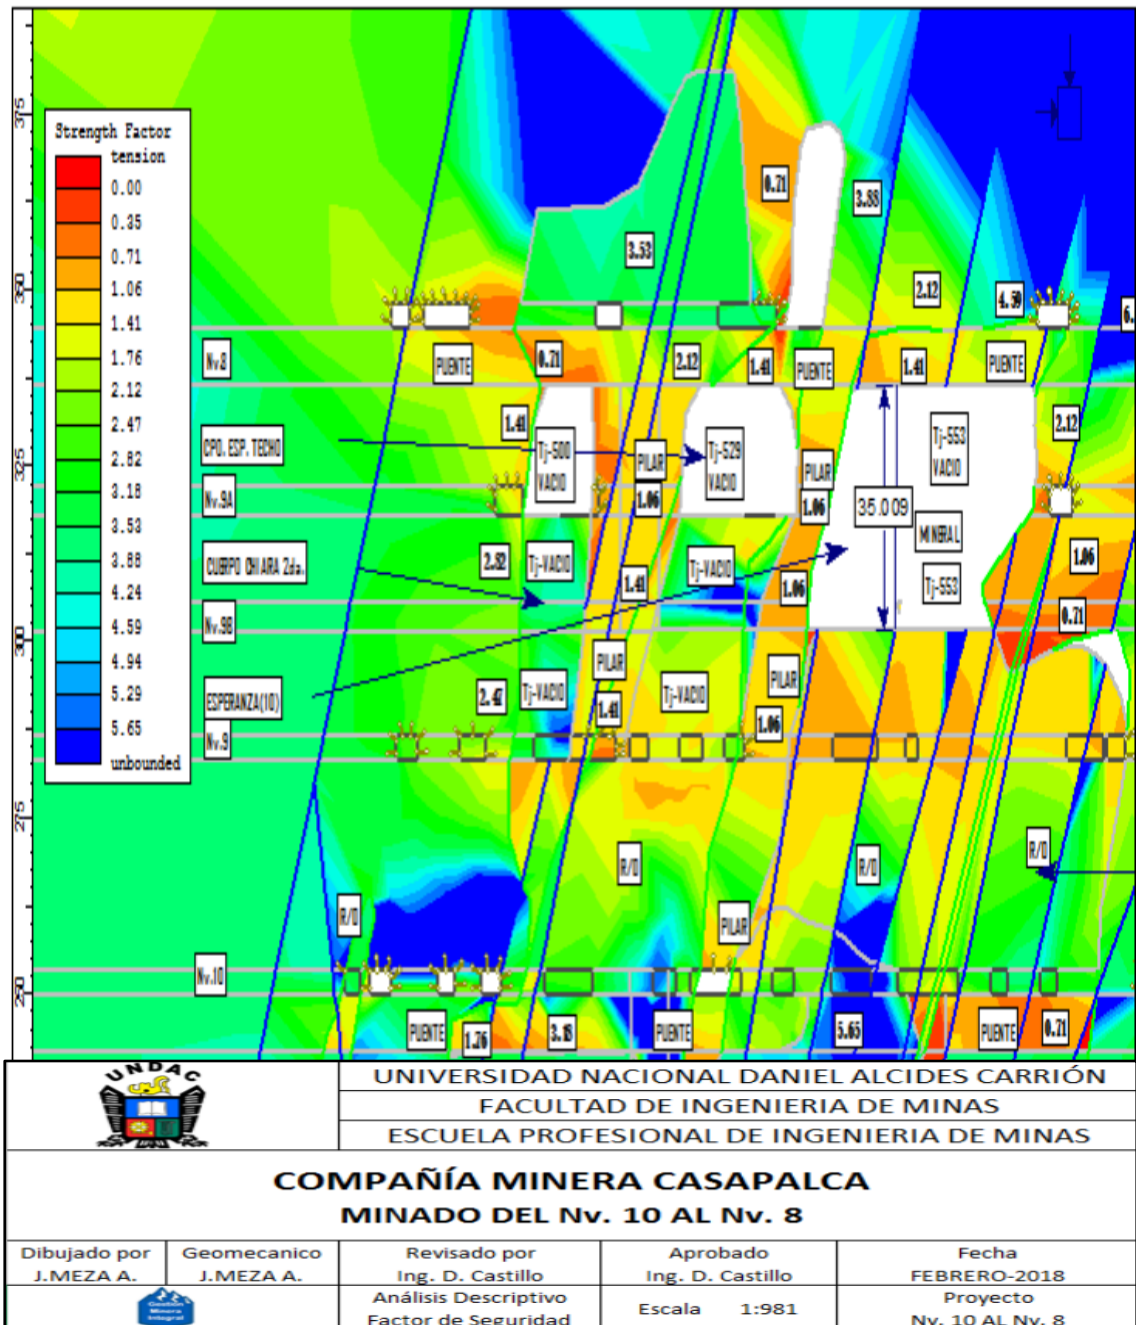 Strength Factor
tension
0.00
0.35
0.71
1.06
1.41
1.76
2.12
2.47
2.82
3.18
3.53
3.88
4.24
4.59
4.94
5.29
5.65
unbounded
375
350
325
300
275
250
0.71
3.88
3.53
2.12
4.59
6.
Nv.8
PUENTE
0.71
2.12
1.41
PUENTE
1.41
PUENTE
1.41
2.12
CPO. ESP. TECHO
Tj-500
VACIO
PILAR
Tj-529
VACIO
PILAR
Tj-553
VACIO
Nv.9A
1.06
1.06
35.009
MINERAL
CUERPO CHIARA 2da.
2.82
Tj-VACIO
1.41
Tj-VACIO
1.06
Tj-553
1.06
0.71
Nv.9B
PILAR
ESPERANZA(10)
2.47
Tj-VACIO
1.41
Tj-VACIO
PILAR
1.06
Nv.9
R/D
R/D
R/D
R/D
PILAR
Nv.10
PUENTE
1.76
3.18
PUENTE
5.65
PUENTE
0.71
UNDAC
UNIVERSIDAD NACIONAL DANIEL ALCIDES CARRIÓN
FACULTAD DE INGENIERIA DE MINAS
ESCUELA PROFESIONAL DE INGENIERIA DE MINAS
COMPAÑÍA MINERA CASAPALCA
MINADO DEL Nv. 10 AL Nv. 8
Dibujado por
J.MEZA A.
Geomecanico
J.MEZA A.
Revisado por
Ing. D. Castillo
Aprobado
Ing. D. Castillo
Fecha
FEBRERO-2018
Gestión
Minera
Integral
Análisis Descriptivo
Factor de Seguridad
Escala 1:981
Proyecto
Nv. 10 AL Nv. 8